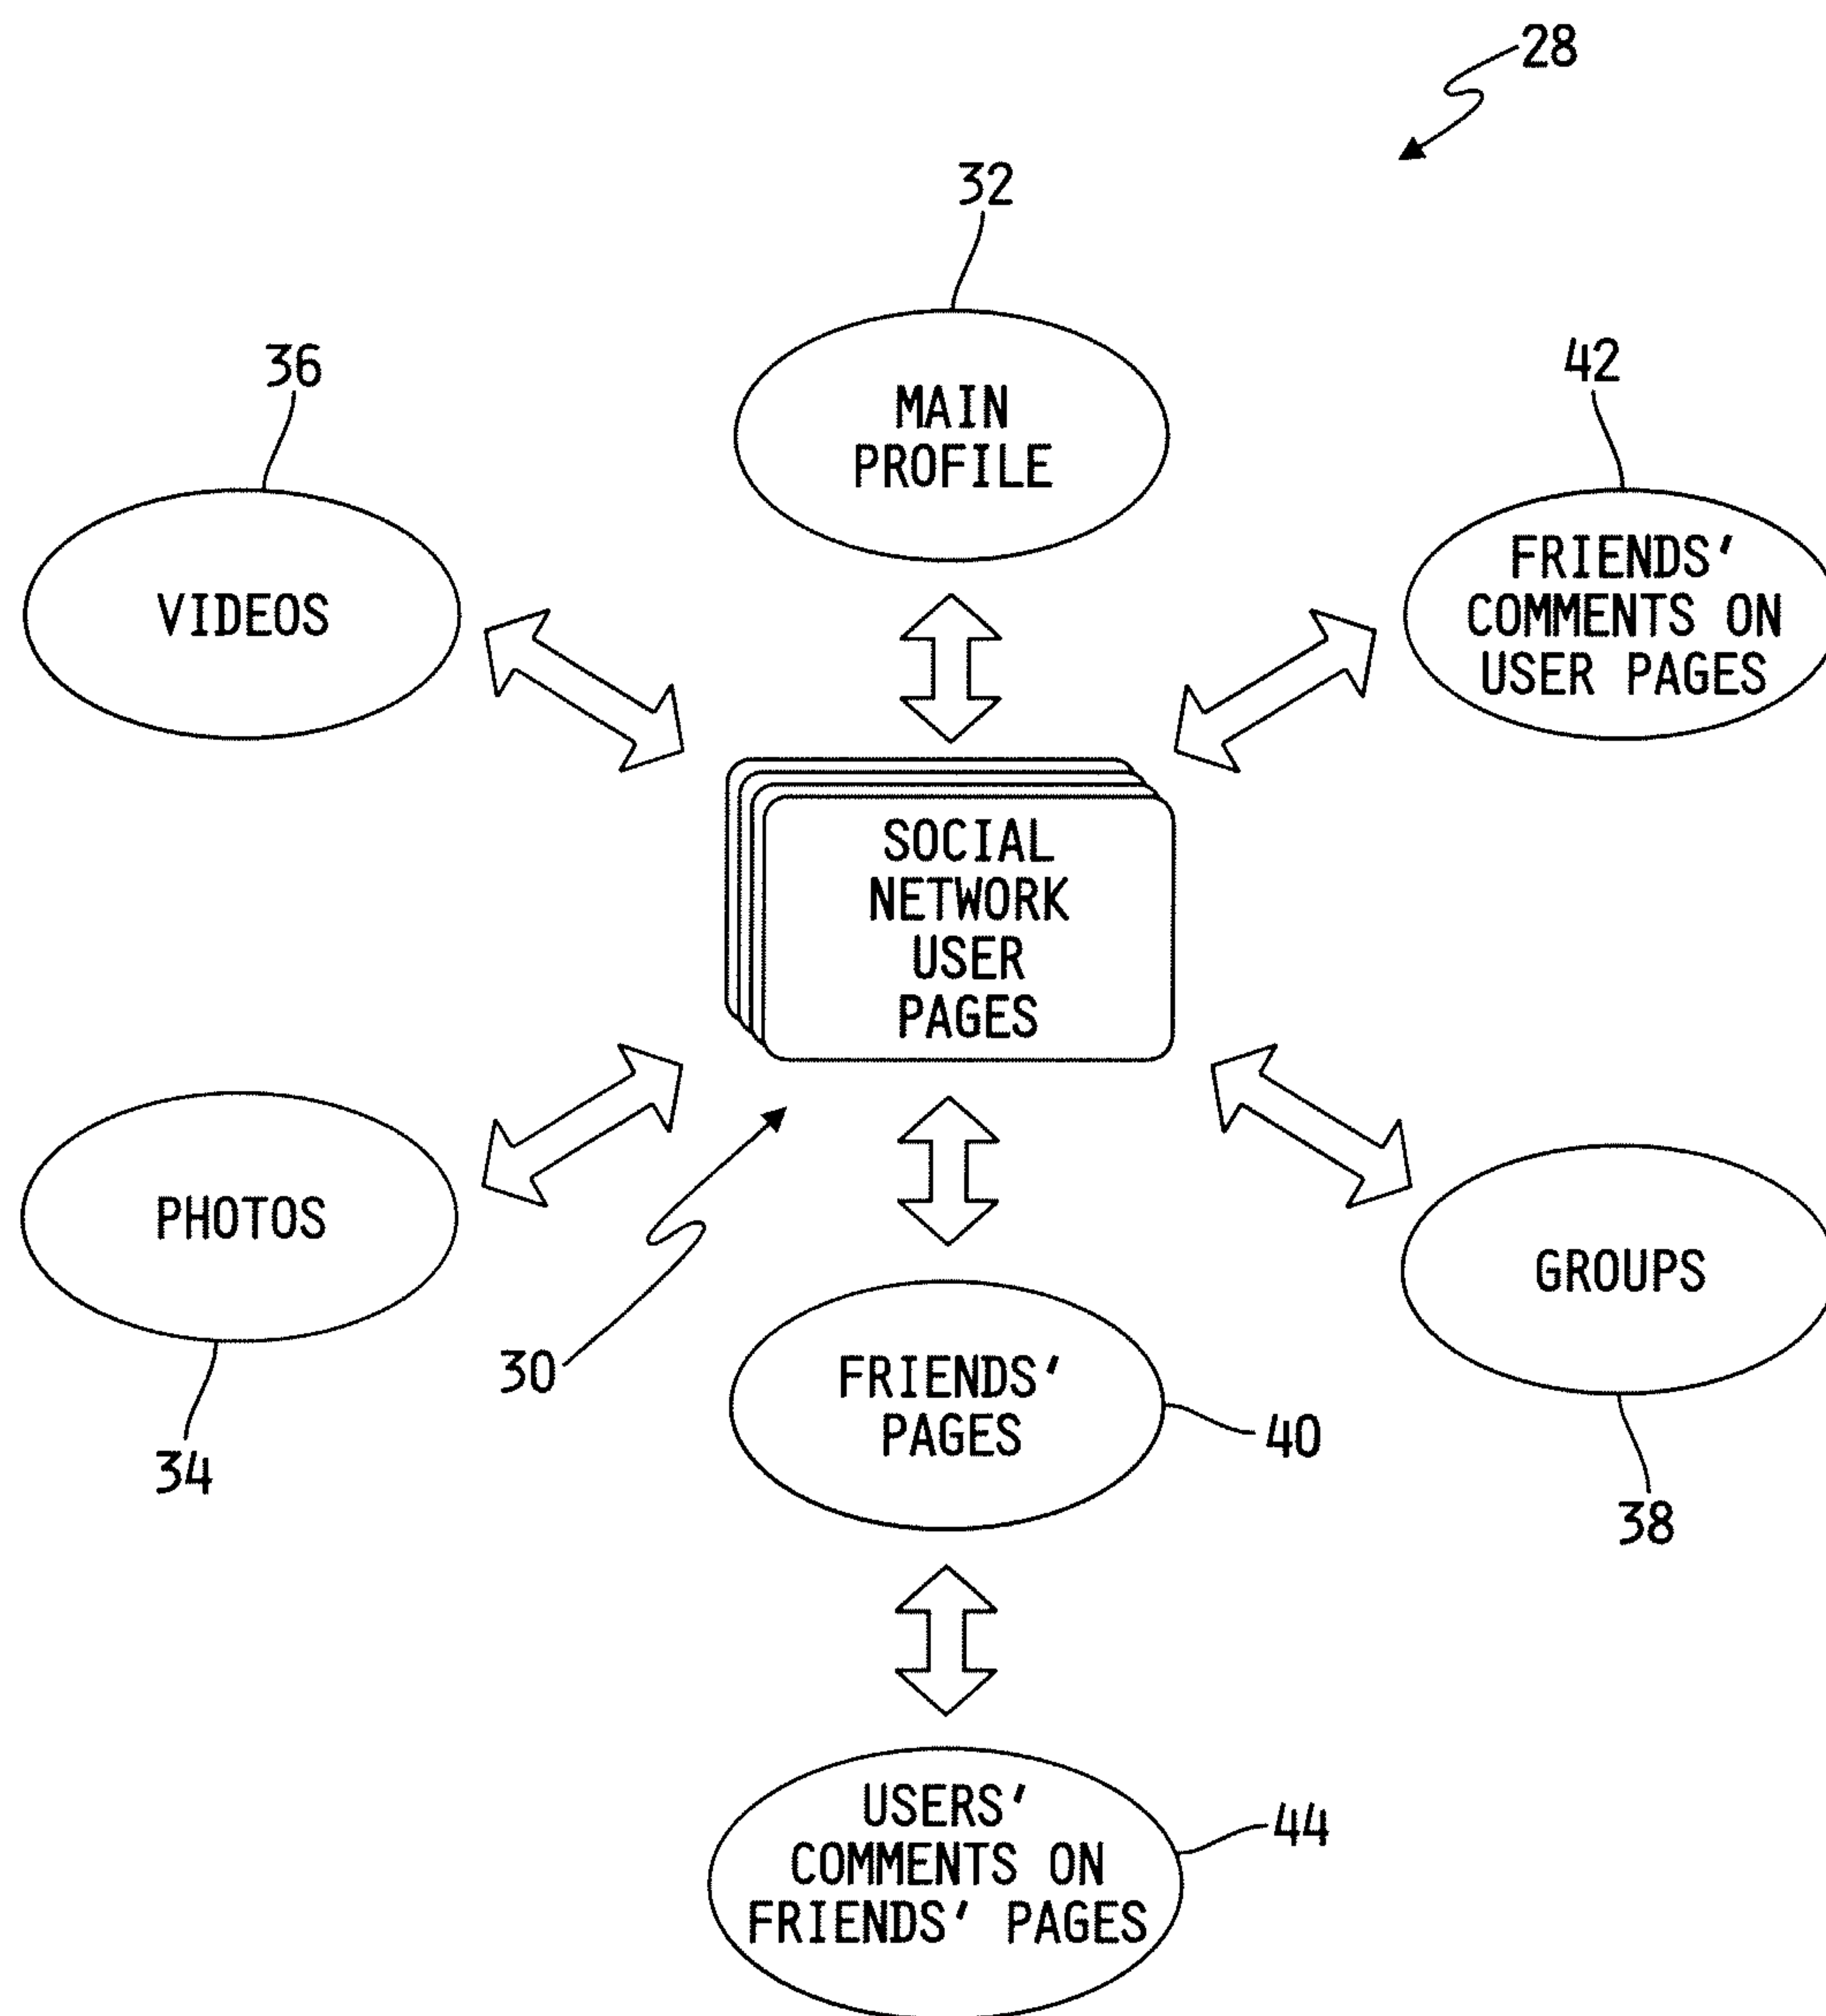 28
32
MAIN
PROFILE
36
VIDEOS
42
FRIENDS'
COMMENTS ON
USER PAGES
SOCIAL
NETWORK
USER
PAGES
PHOTOS
34
30
FRIENDS'
PAGES
40
GROUPS
38
USERS'
COMMENTS ON
FRIENDS' PAGES
44